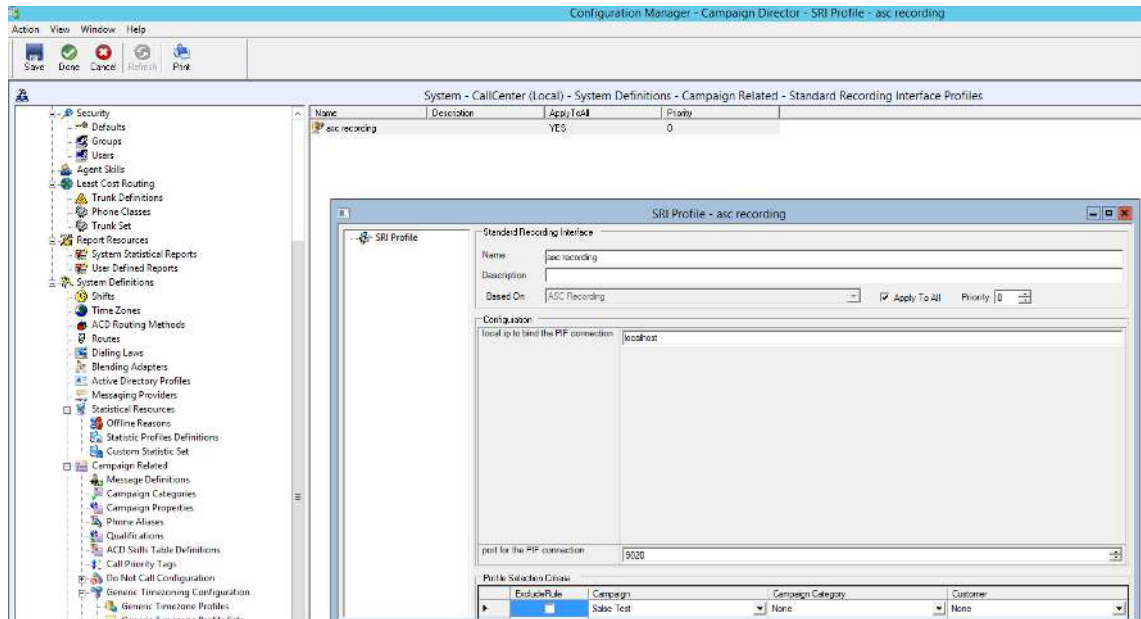 Configuration Manager - Campaign Director - SRI Profile - asc recording
Action View Window Help
Save Done Cancel Refresh Print
System - CallCenter (Local) - System Definitions - Campaign Related - Standard Recording Interface Profiles
Security
Defaults
Groups
Users
Agent Skills
Least Cost Routing
Trunk Definitions
Phone Classes
Trunk Set
Report Resources
System Statistical Reports
User Defined Reports
System Definitions
Shifts
Time Zones
ACD Routing Methods
Routes
Dialing Laws
Blending Adapters
Active Directory Profiles
Messaging Providers
Statistical Resources
Offline Reasons
Statistic Profiles Definitions
Custom Statistic Set
Campaign Related
Message Definitions
Campaign Categories
Campaign Properties
Phone Aliases
Qualifications
ACD Skills Table Definitions
Call Priority Tags
Do Not Call Configuration
Generic Timezoning Configuration
Generic Timezone Profiles
Generic Timezone Profile Sets
Name Description ApplyToAll Priority
asc recording YES 0
SRI Profile - asc recording
SRI Profile
Standard Recording Interface
Name asc recording
Description
Based On ASC Recording Apply To All Priority 0
Configuration
local ip to bind the PIF connection localhost
port for the PIF connection 9020
Profile Selection Criteria
ExcludeRule Campaign Campaign Category Customer
Test None None